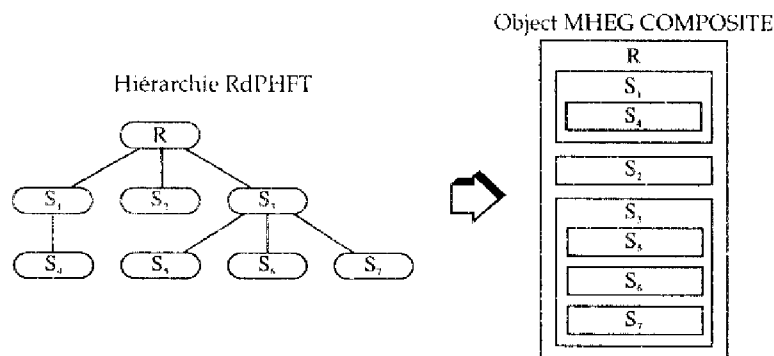 Object MHEG COMPOSITE
Hiérarchie RdPHFT
R
S₁ S₂ S₃
S₄ S₅ S₆ S₇
R
S₁
S₄
S₂
S₃
S₅
S₆
S₇